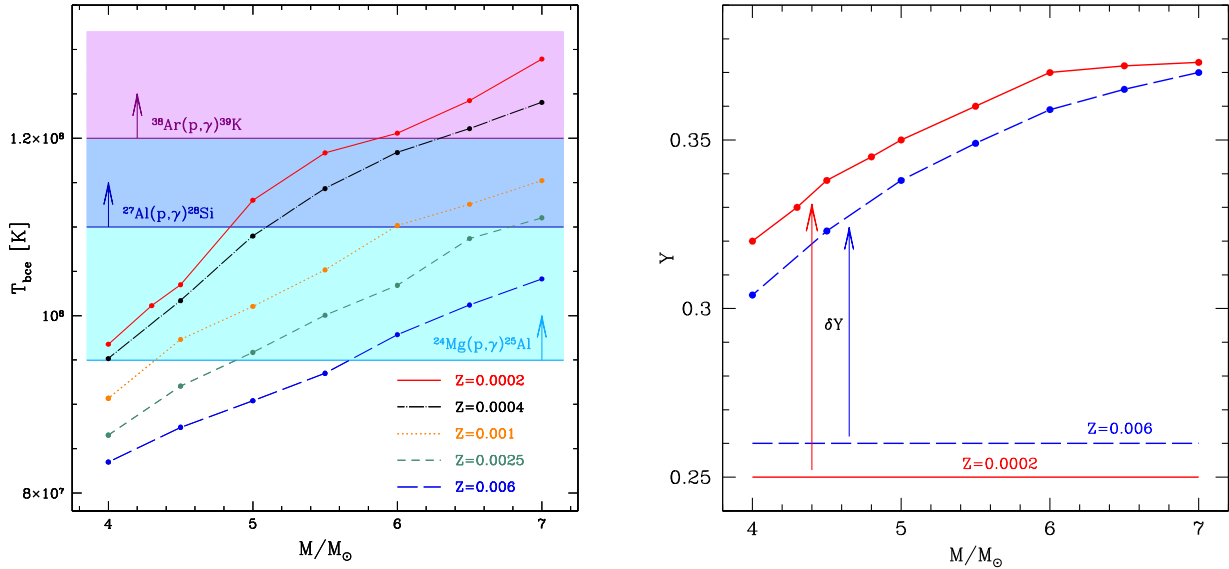 ³⁸Ar(p,γ)³⁹K
1.2×10⁸
²⁷Al(p,γ)²⁸Si
T_bce [K]
10⁸
²⁴Mg(p,γ)²⁵Al
Z=0.0002
Z=0.0004
Z=0.001
Z=0.0025
Z=0.006
8×10⁷
4 5 6 7
M/M_⊙
0.35
Y
0.3
δY
Z=0.006
Z=0.0002
0.25
4 5 6 7
M/M_⊙